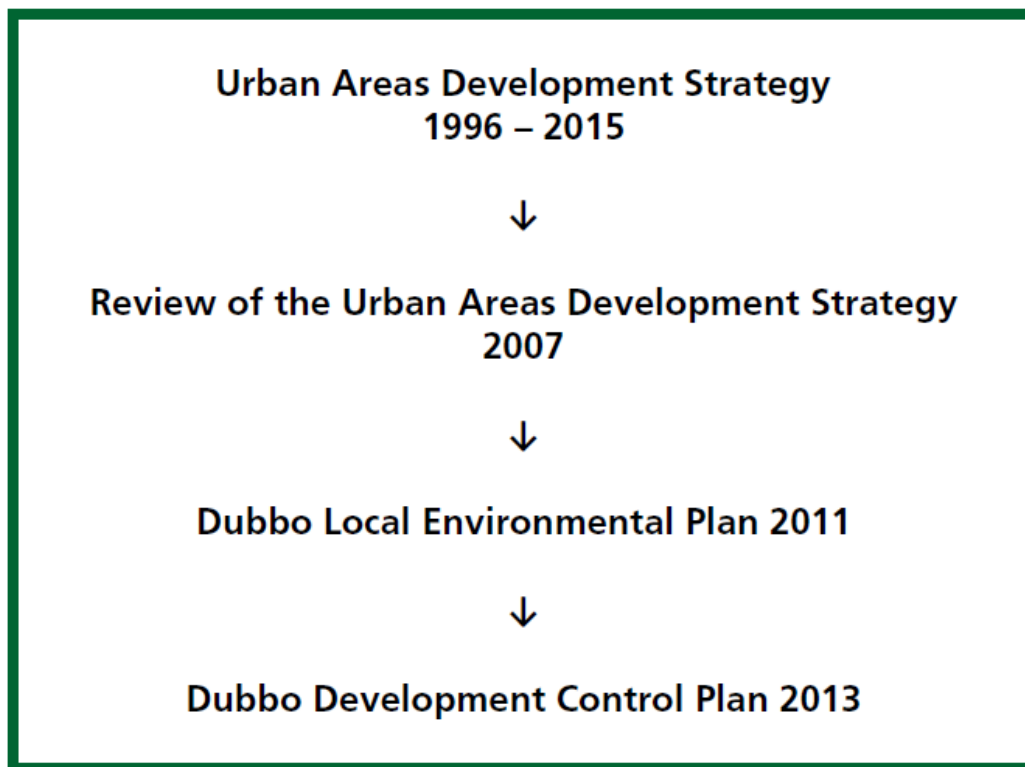 Urban Areas Development Strategy
1996 – 2015
↓
Review of the Urban Areas Development Strategy
2007
↓
Dubbo Local Environmental Plan 2011
↓
Dubbo Development Control Plan 2013